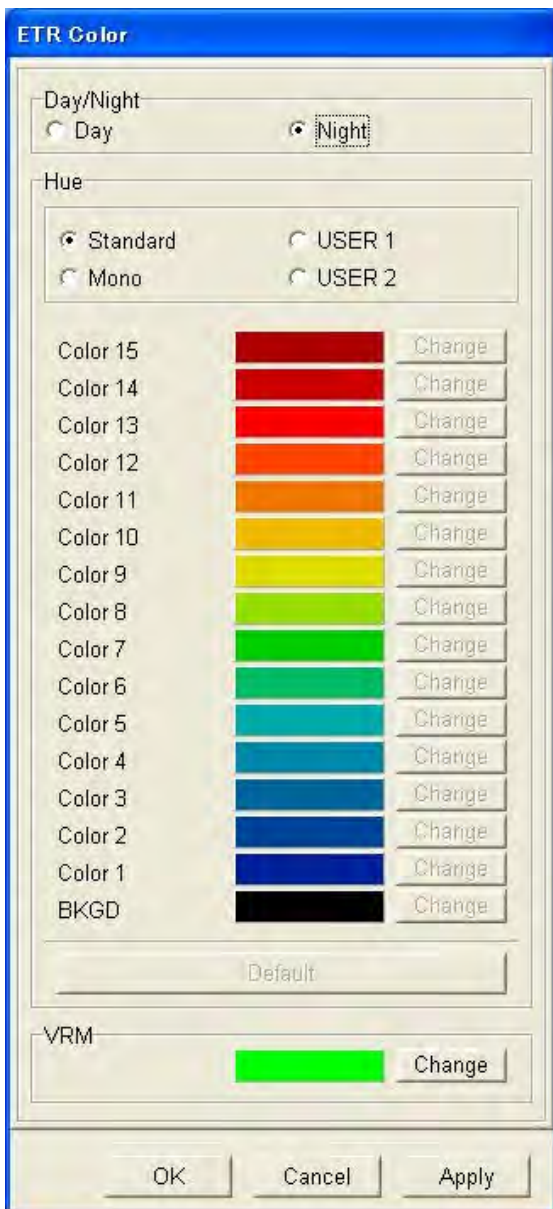 ETR Color
Day/Night
Day Night
Hue
Standard USER 1
Mono USER 2
Color 15 Change
Color 14 Change
Color 13 Change
Color 12 Change
Color 11 Change
Color 10 Change
Color 9 Change
Color 8 Change
Color 7 Change
Color 6 Change
Color 5 Change
Color 4 Change
Color 3 Change
Color 2 Change
Color 1 Change
BKGD Change
Default
VRM
Change
OK Cancel Apply